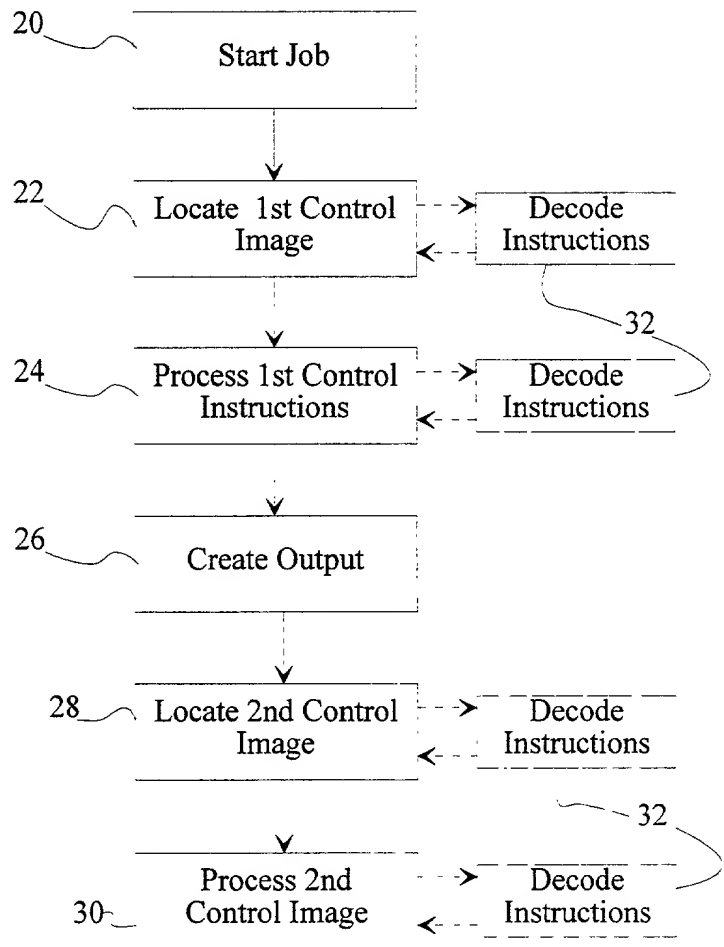 20
Start Job
22
Locate 1st Control
Image
Decode
Instructions
32
24
Process 1st Control
Instructions
Decode
Instructions
26
Create Output
28
Locate 2nd Control
Image
Decode
Instructions
32
30
Process 2nd
Control Image
Decode
Instructions